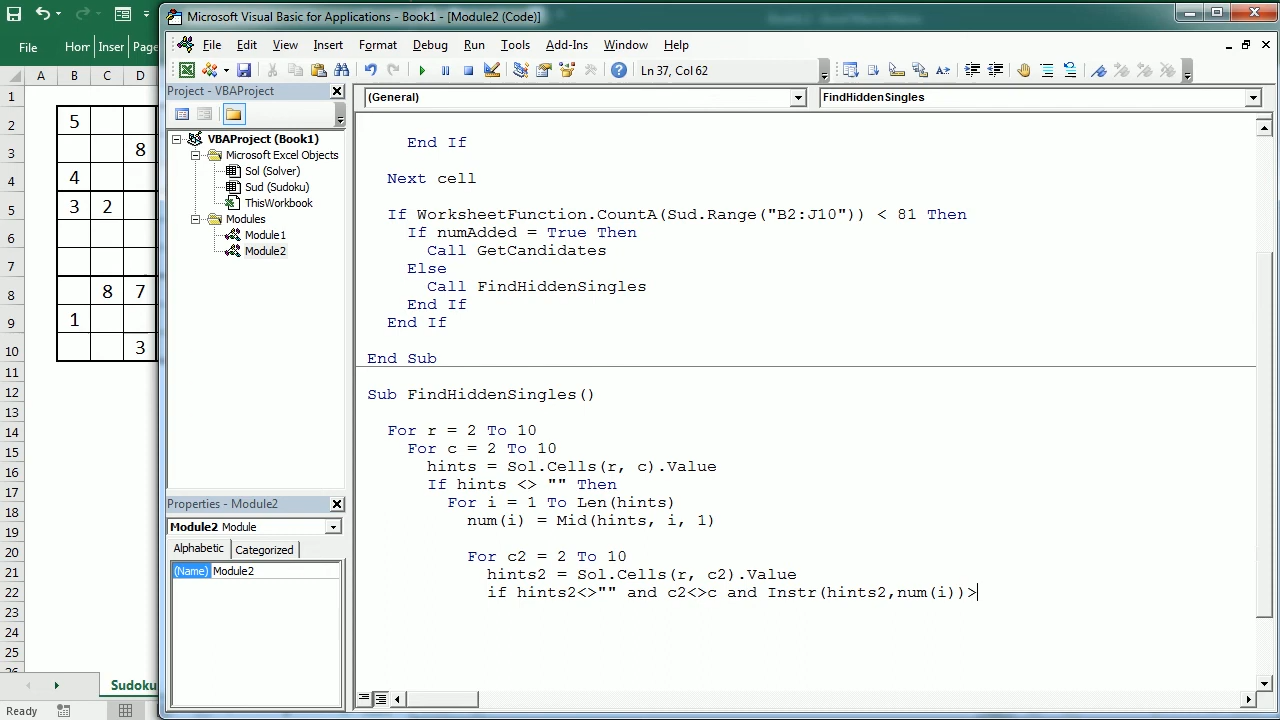 Microsoft Visual Basic for Applications - Book1 - [Module2 (Code)]
File Hor Inser Page
File Edit View Insert Format Debug Run Tools Add-Ins Window Help
Ln 37, Col 62
Project - VBAProject
(General) FindHiddenSingles
VBAProject (Book1)
Microsoft Excel Objects
Sol (Solver)
Sud (Sudoku)
ThisWorkbook
Modules
Module1
Module2
Properties - Module2
Module2 Module
Alphabetic Categorized
(Name) Module2
A B C D
1
2 5
3 8
4 4
5 3 2
6
7
8 8 7
9 1
10 3
11
12
13
14
15
16
17
18
19
20
21
22
23
24
25
Sudoku
Ready
End If
Next cell
If WorksheetFunction.CountA(Sud.Range("B2:J10")) < 81 Then
If numAdded = True Then
Call GetCandidates
Else
Call FindHiddenSingles
End If
End If
End Sub
Sub FindHiddenSingles()
For r = 2 To 10
For c = 2 To 10
hints = Sol.Cells(r, c).Value
If hints <> "" Then
For i = 1 To Len(hints)
num(i) = Mid(hints, i, 1)
For c2 = 2 To 10
hints2 = Sol.Cells(r, c2).Value
if hints2<>"" and c2<>c and Instr(hints2,num(i))>